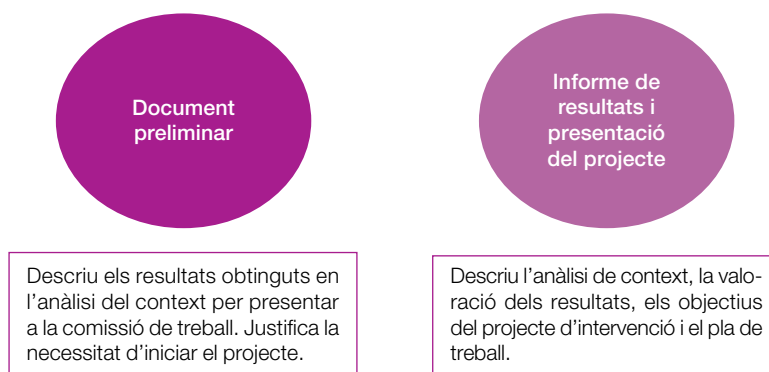 Document
preliminar
Informe de
resultats i
presentació
del projecte
Descriu els resultats obtinguts en
l'anàlisi del context per presentar
a la comissió de treball. Justifica la
necessitat d'iniciar el projecte.
Descriu l'anàlisi de context, la valo-
ració dels resultats, els objectius
del projecte d'intervenció i el pla de
treball.